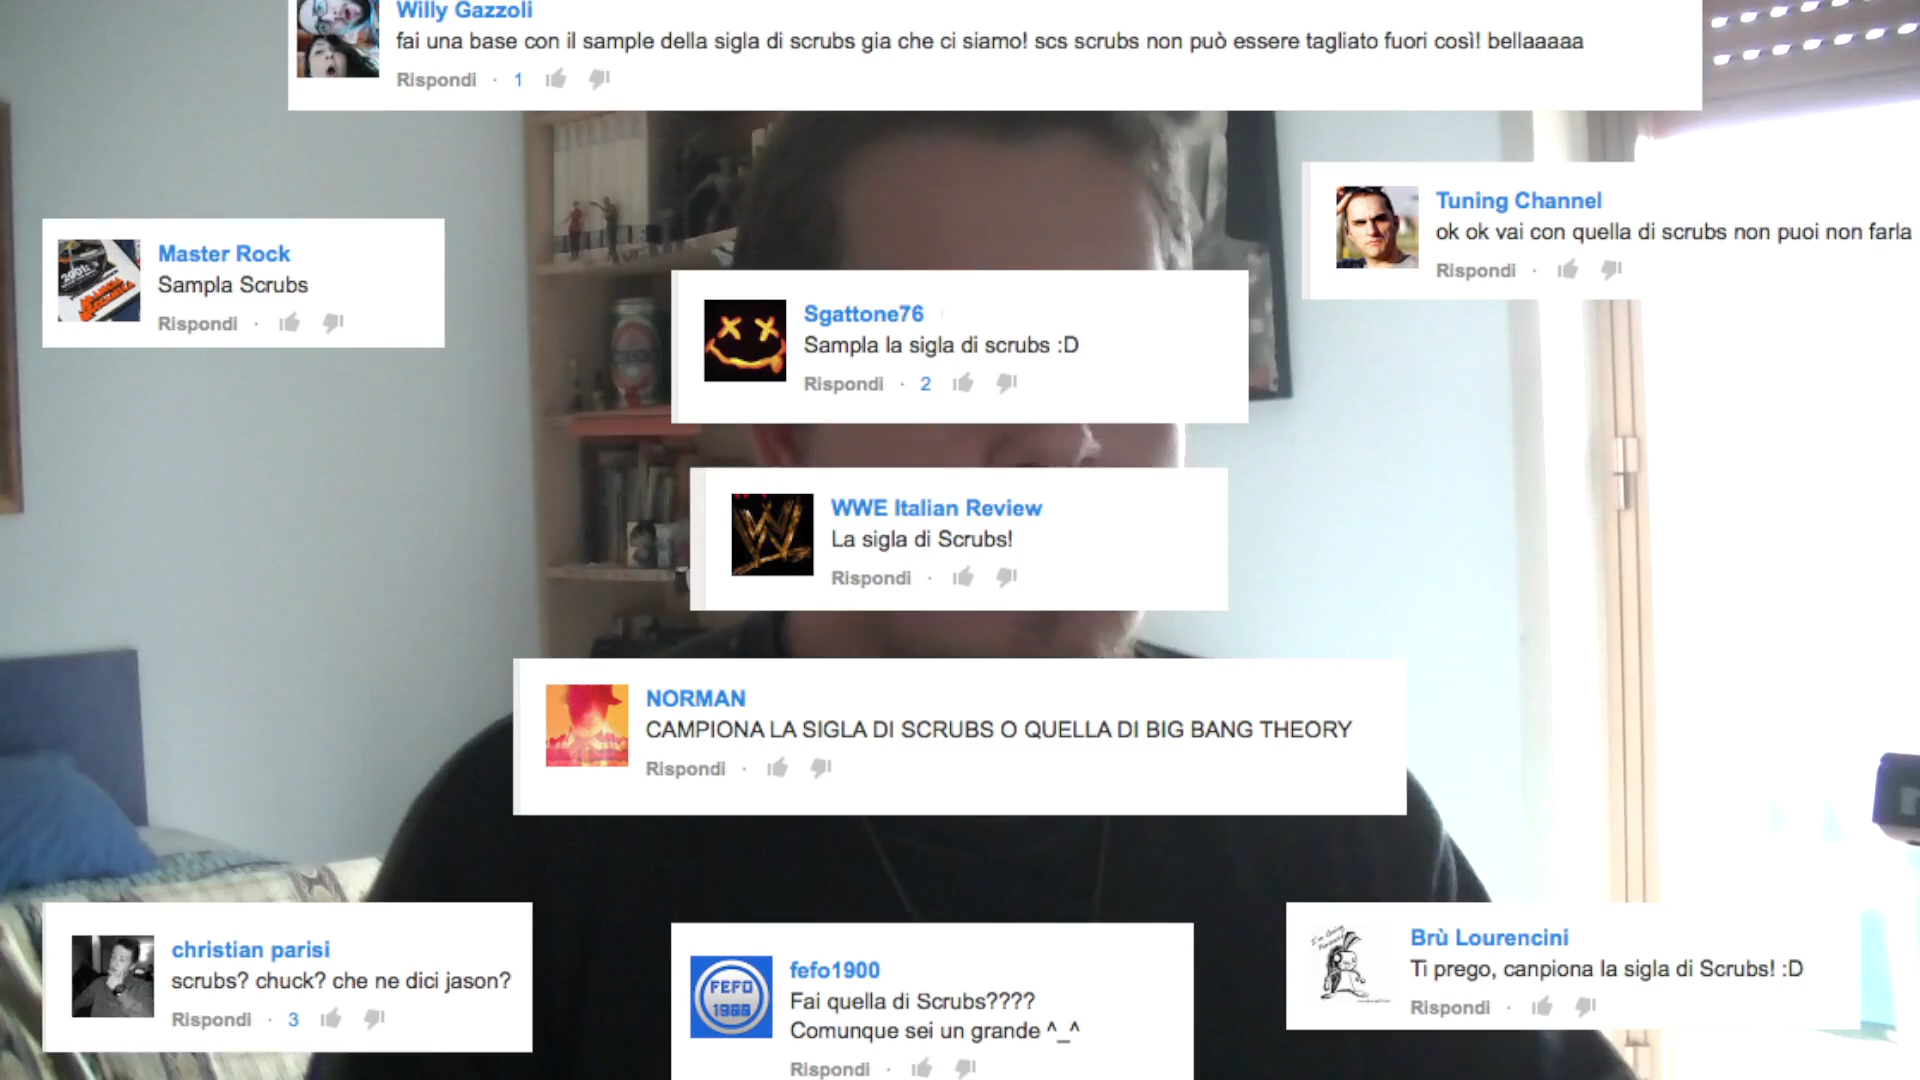 Willy Gazzoli
fai una base con il sample della sigla di scrubs gia che ci siamo! scs scrubs non può essere tagliato fuori così! bellaaaaa
Rispondi · 1
Tuning Channel
ok ok vai con quella di scrubs non puoi non farla
Rispondi ·
Master Rock
Sampla Scrubs
Rispondi ·
Sgattone76
Sampla la sigla di scrubs :D
Rispondi · 2
WWE Italian Review
La sigla di Scrubs!
Rispondi ·
NORMAN
CAMPIONA LA SIGLA DI SCRUBS O QUELLA DI BIG BANG THEORY
Rispondi ·
christian parisi
scrubs? chuck? che ne dici jason?
Rispondi · 3
FEFO
1900
fefo1900
Fai quella di Scrubs????
Comunque sei un grande ^_^
Rispondi ·
Brù Lourencini
Ti prego, canpiona la sigla di Scrubs! :D
Rispondi ·